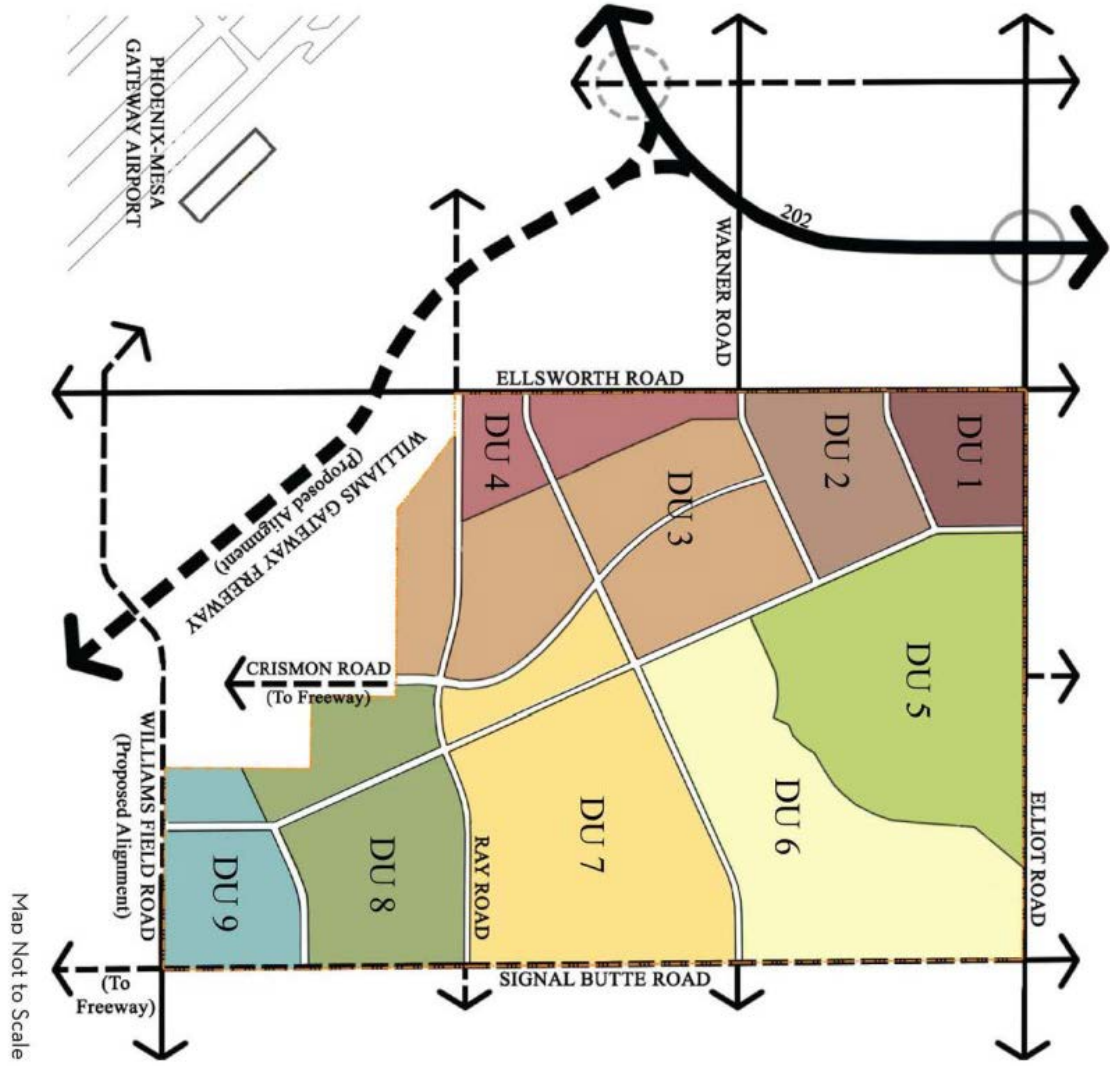 PHOENIX-MESA
GATEWAY AIRPORT
202
WARNER ROAD
ELLSWORTH ROAD
WILLIAMS GATEWAY FREEWAY
(Proposed Alignment)
DU 4
DU 3
DU 2
DU 1
DU 5
DU 6
DU 7
DU 8
DU 9
CRISMON ROAD
(To Freeway)
WILLIAMS FIELD ROAD
(Proposed Alignment)
RAY ROAD
ELLIOT ROAD
SIGNAL BUTTE ROAD
(To
Freeway)
Map Not to Scale